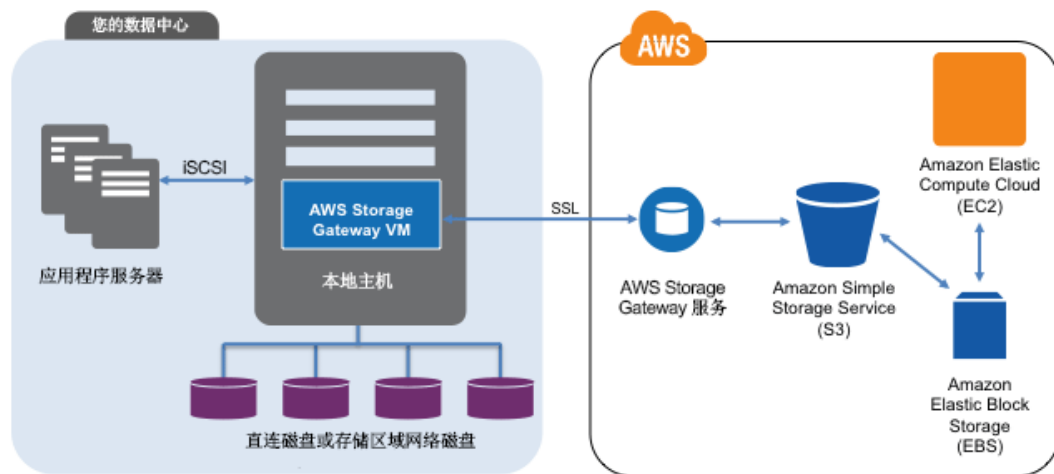 您的数据中心
AWS
iSCSI
AWS Storage
Gateway VM
SSL
应用程序服务器
本地主机
直连磁盘或存储区域网络磁盘
AWS Storage
Gateway 服务
Amazon Simple
Storage Service
(S3)
Amazon Elastic
Compute Cloud
(EC2)
Amazon
Elastic Block
Storage
(EBS)